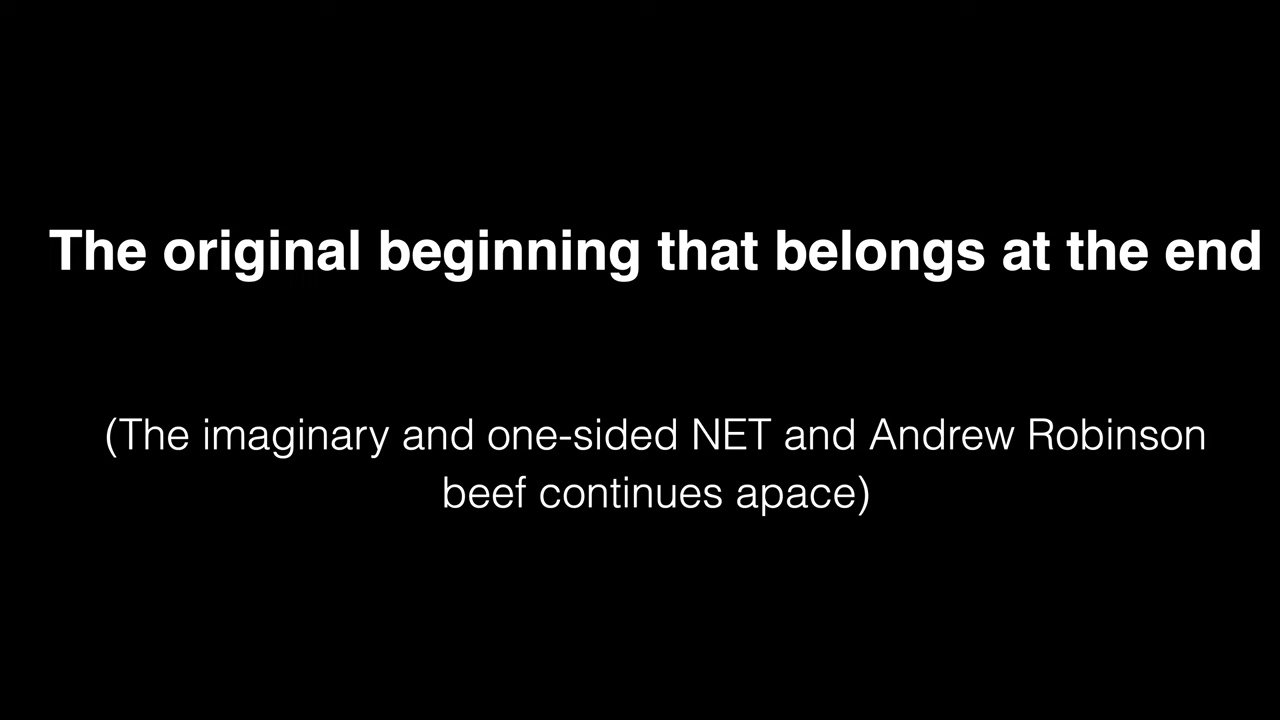 The original beginning that belongs at the end
(The imaginary and one-sided NET and Andrew Robinson
beef continues apace)